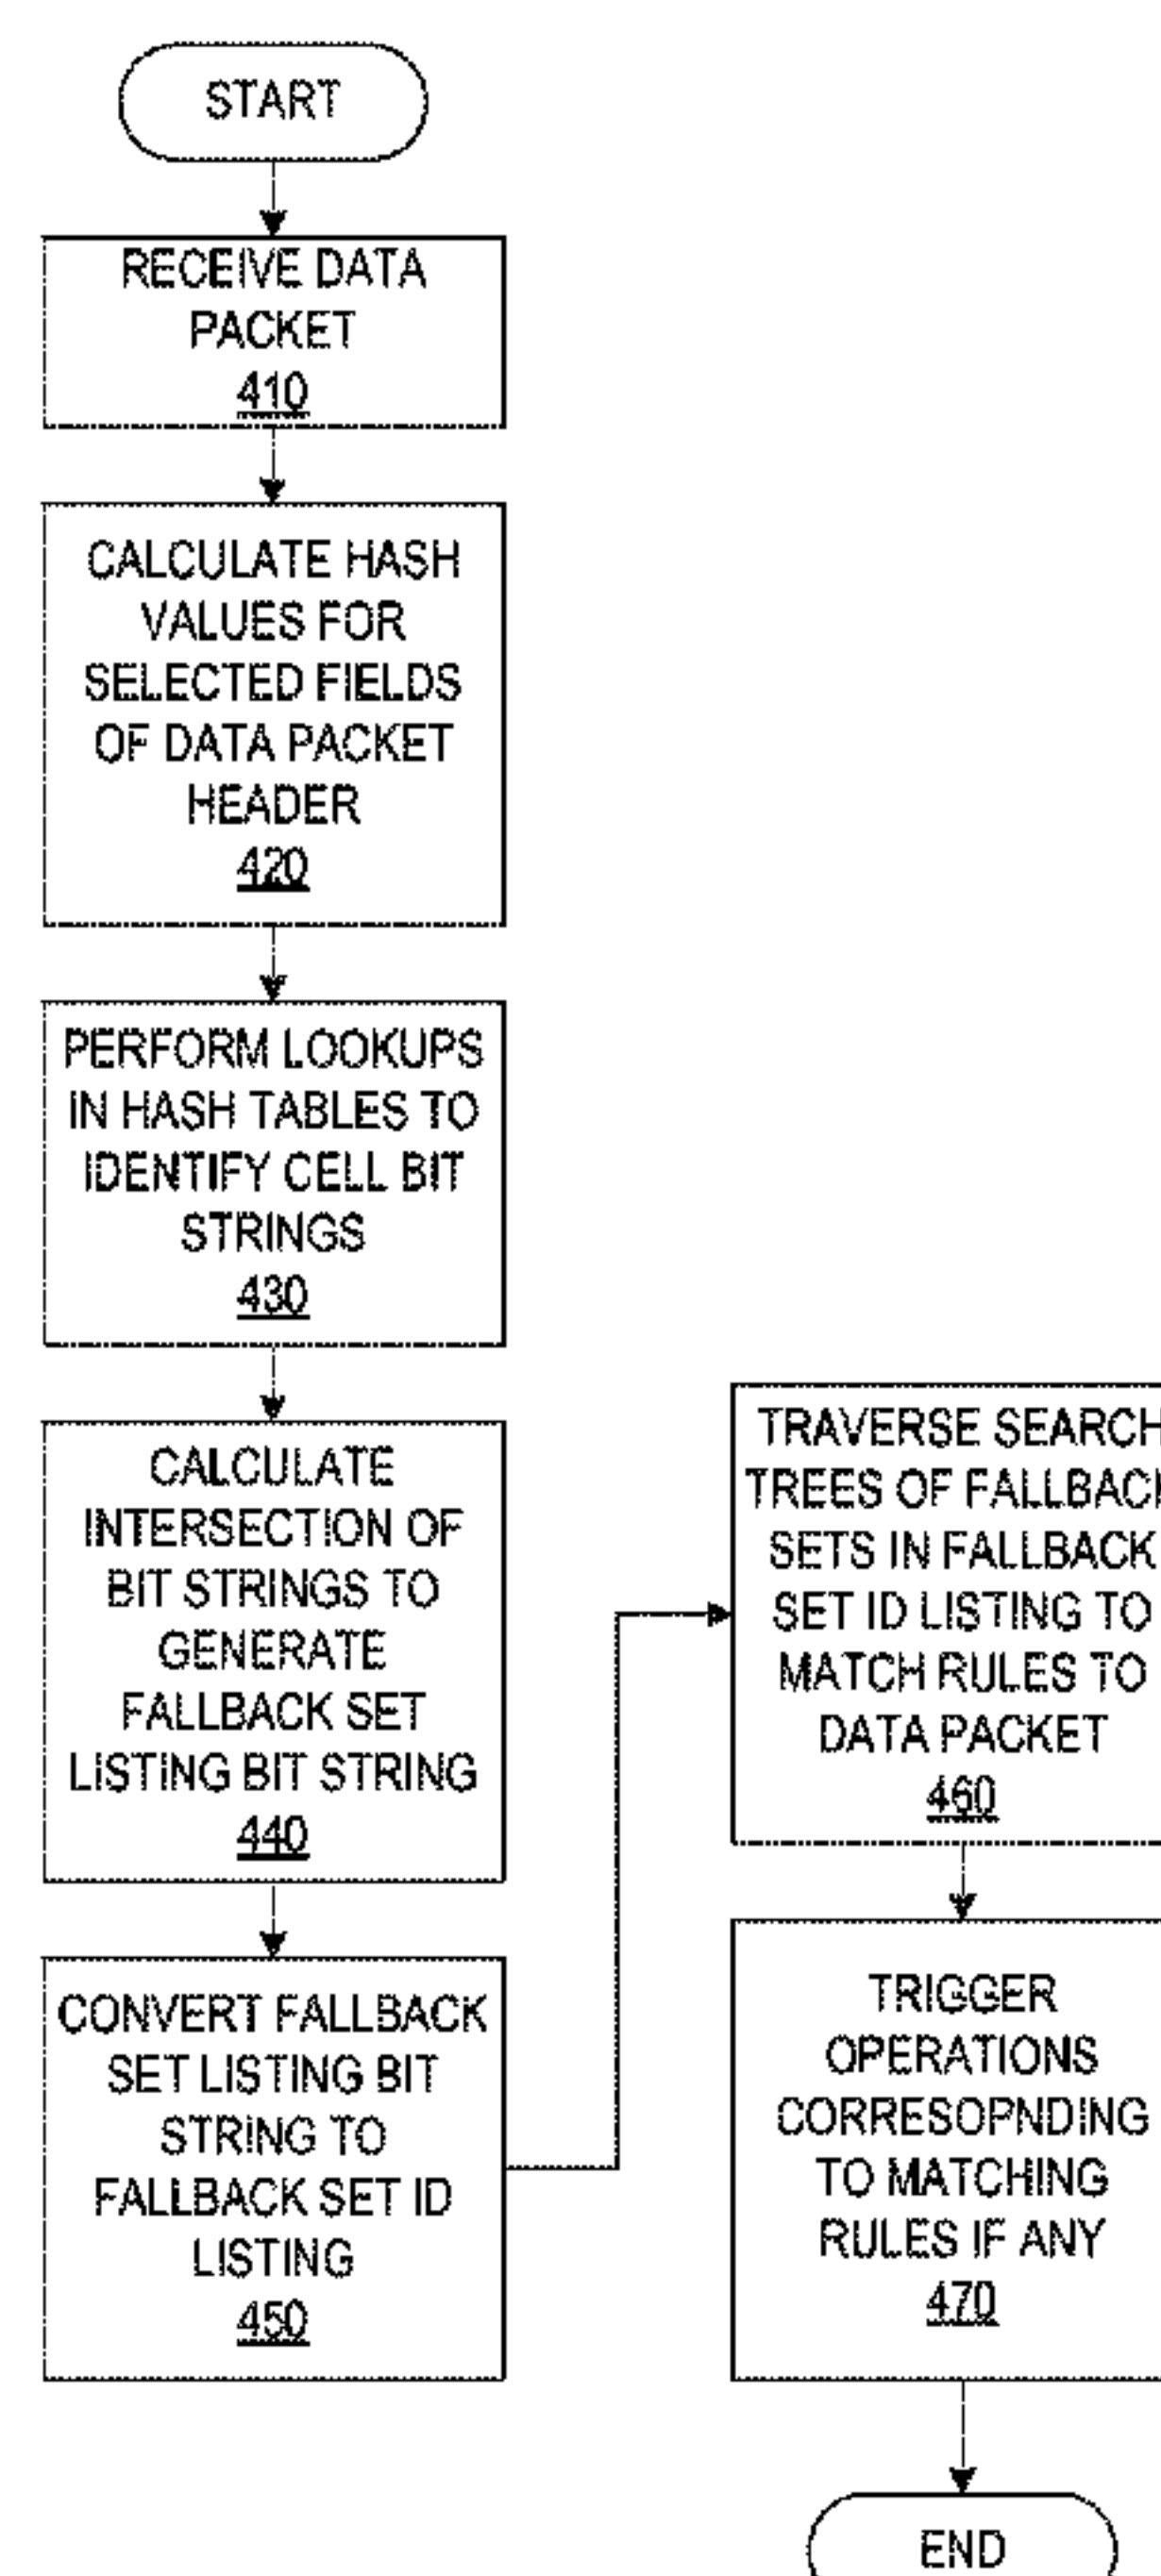 START
RECEIVE DATA
PACKET
410
CALCULATE HASH
VALUES FOR
SELECTED FIELDS
OF DATA PACKET
HEADER
420
PERFORM LOOKUPS
IN HASH TABLES TO
IDENTIFY CELL BIT
STRINGS
430
CALCULATE
INTERSECTION OF
BIT STRINGS TO
GENERATE
FALLBACK SET
LISTING BIT STRING
440
CONVERT FALLBACK
SET LISTING BIT
STRING TO
FALLBACK SET ID
LISTING
450
TRAVERSE SEARCH
TREES OF FALLBACK
SETS IN FALLBACK
SET ID LISTING TO
MATCH RULES TO
DATA PACKET
460
TRIGGER
OPERATIONS
CORRESOPNDING
TO MATCHING
RULES IF ANY
470
END